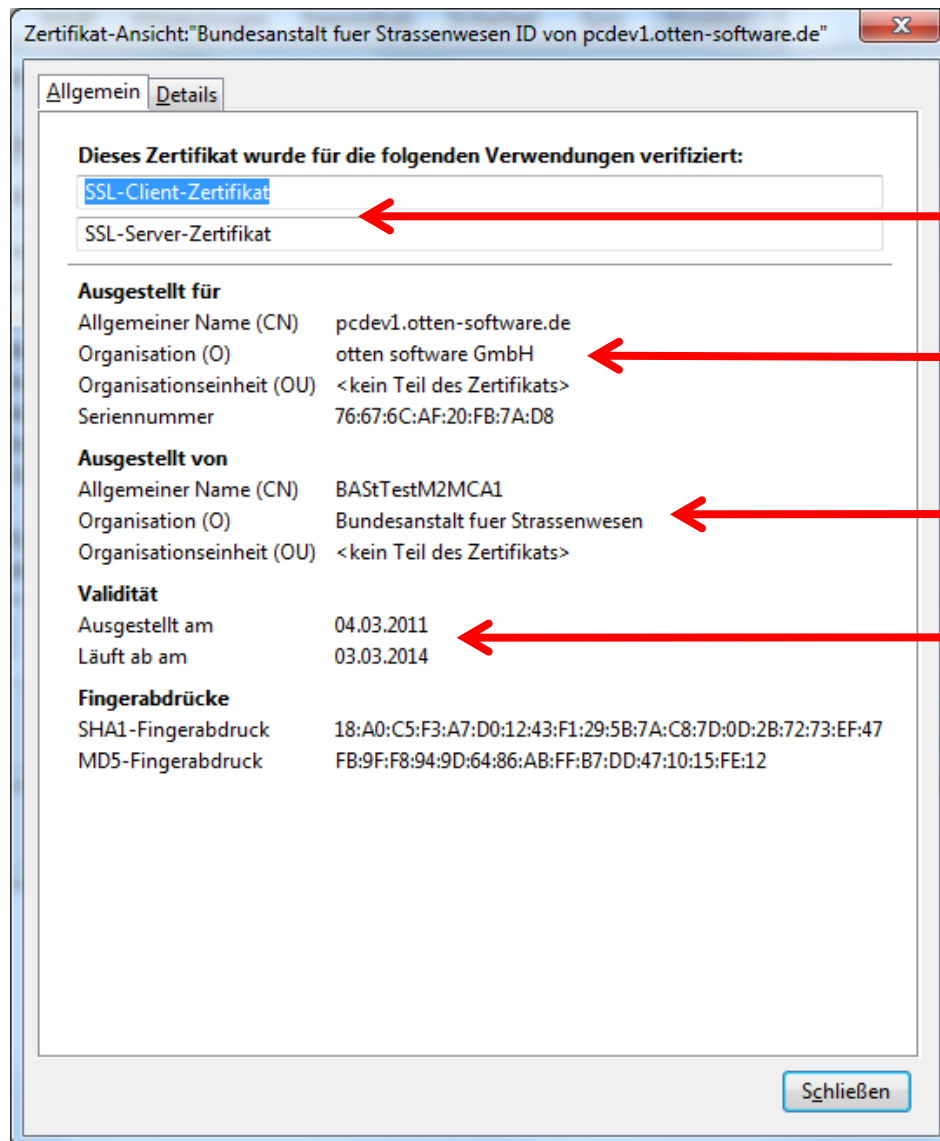 Zertifikat-Ansicht:"Bundesanstalt fuer Strassenwesen ID von pcdev1.otten-software.de"
Allgemein Details
Dieses Zertifikat wurde für die folgenden Verwendungen verifiziert:
SSL-Client-Zertifikat
SSL-Server-Zertifikat
Ausgestellt für
Allgemeiner Name (CN) pcdev1.otten-software.de
Organisation (O) otten software GmbH
Organisationseinheit (OU) <kein Teil des Zertifikats>
Seriennummer 76:67:6C:AF:20:FB:7A:D8
Ausgestellt von
Allgemeiner Name (CN) BAStTestM2MCA1
Organisation (O) Bundesanstalt fuer Strassenwesen
Organisationseinheit (OU) <kein Teil des Zertifikats>
Validität
Ausgestellt am 04.03.2011
Läuft ab am 03.03.2014
Fingerabdrücke
SHA1-Fingerabdruck 18:A0:C5:F3:A7:D0:12:43:F1:29:5B:7A:C8:7D:0D:2B:72:73:EF:47
MD5-Fingerabdruck FB:9F:F8:94:9D:64:86:AB:FF:B7:DD:47:10:15:FE:12
Schließen